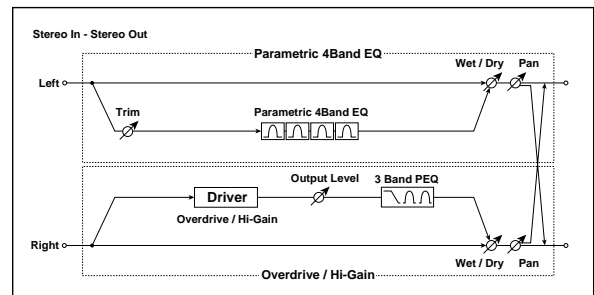 Stereo In - Stereo Out
Parametric 4Band EQ
Wet / Dry Pan
Left
Trim
Parametric 4Band EQ
Output Level 3 Band PEQ
Driver
Overdrive / Hi-Gain
Right
Wet / Dry Pan
Overdrive / Hi-Gain